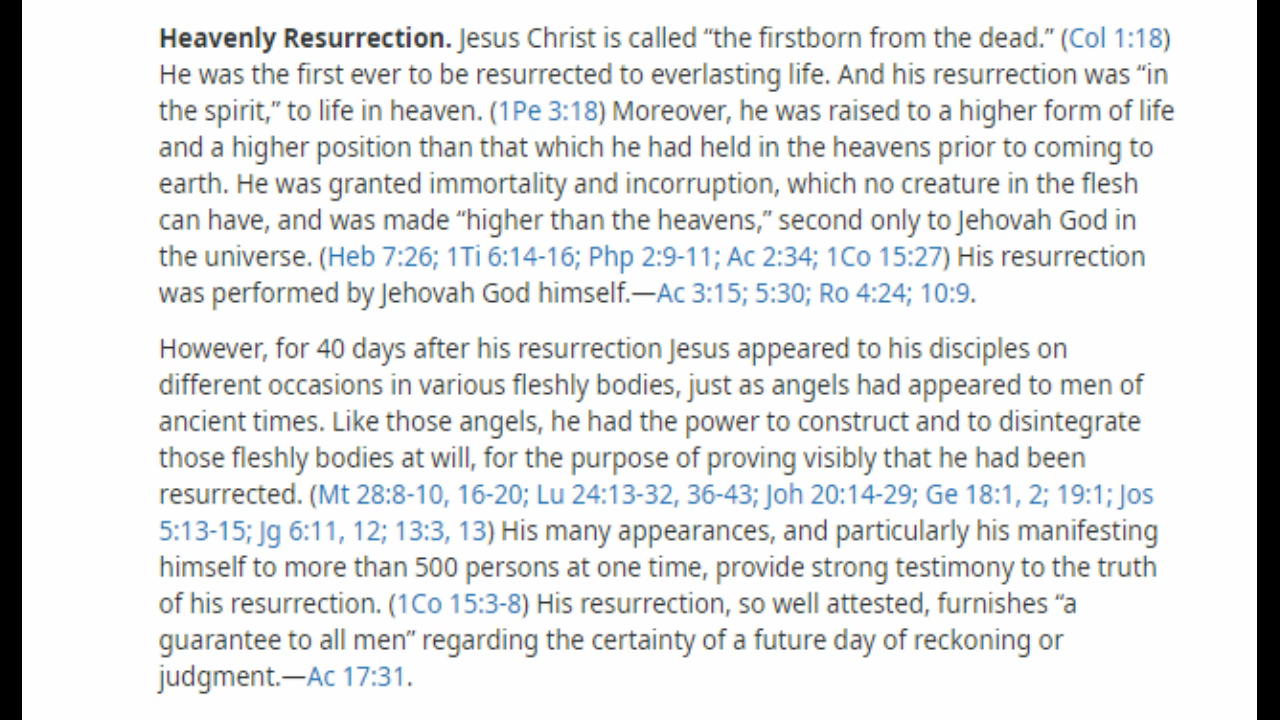 Heavenly Resurrection. Jesus Christ is called “the firstborn from the dead.” (Col 1:18)
He was the first ever to be resurrected to everlasting life. And his resurrection was “in
the spirit,” to life in heaven. (1Pe 3:18) Moreover, he was raised to a higher form of life
and a higher position than that which he had held in the heavens prior to coming to
earth. He was granted immortality and incorruption, which no creature in the flesh
can have, and was made “higher than the heavens,” second only to Jehovah God in
the universe. (Heb 7:26; 1Ti 6:14-16; Php 2:9-11; Ac 2:34; 1Co 15:27) His resurrection
was performed by Jehovah God himself.—Ac 3:15; 5:30; Ro 4:24; 10:9.
However, for 40 days after his resurrection Jesus appeared to his disciples on
different occasions in various fleshly bodies, just as angels had appeared to men of
ancient times. Like those angels, he had the power to construct and to disintegrate
those fleshly bodies at will, for the purpose of proving visibly that he had been
resurrected. (Mt 28:8-10, 16-20; Lu 24:13-32, 36-43; Joh 20:14-29; Ge 18:1, 2; 19:1; Jos
5:13-15; Jg 6:11, 12; 13:3, 13) His many appearances, and particularly his manifesting
himself to more than 500 persons at one time, provide strong testimony to the truth
of his resurrection. (1Co 15:3-8) His resurrection, so well attested, furnishes “a
guarantee to all men” regarding the certainty of a future day of reckoning or
judgment.—Ac 17:31.